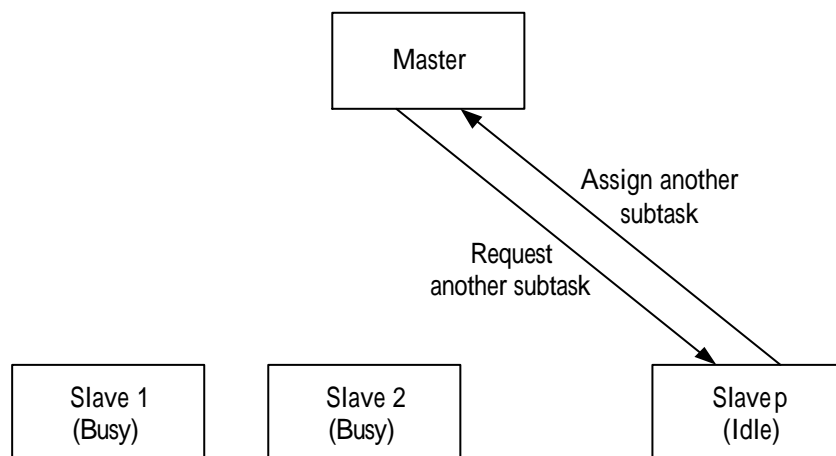 Master
Assign another
subtask
Request
another subtask
Slave 1
(Busy)
Slave 2
(Busy)
Slave p
(Idle)